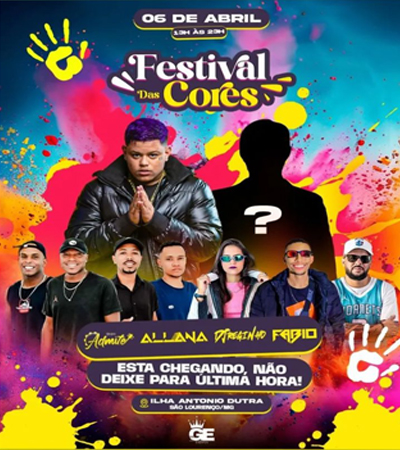 06 DE ABRIL
13H ÀS 23H
Festival
Das Cores
?
Admito ALLANA DJREGINHO FABIO
ESTA CHEGANDO, NÃO
DEIXE PARA ÚLTIMA HORA!
ILHA ANTONIO DUTRA
SÃO LOURENÇO/MG
GE